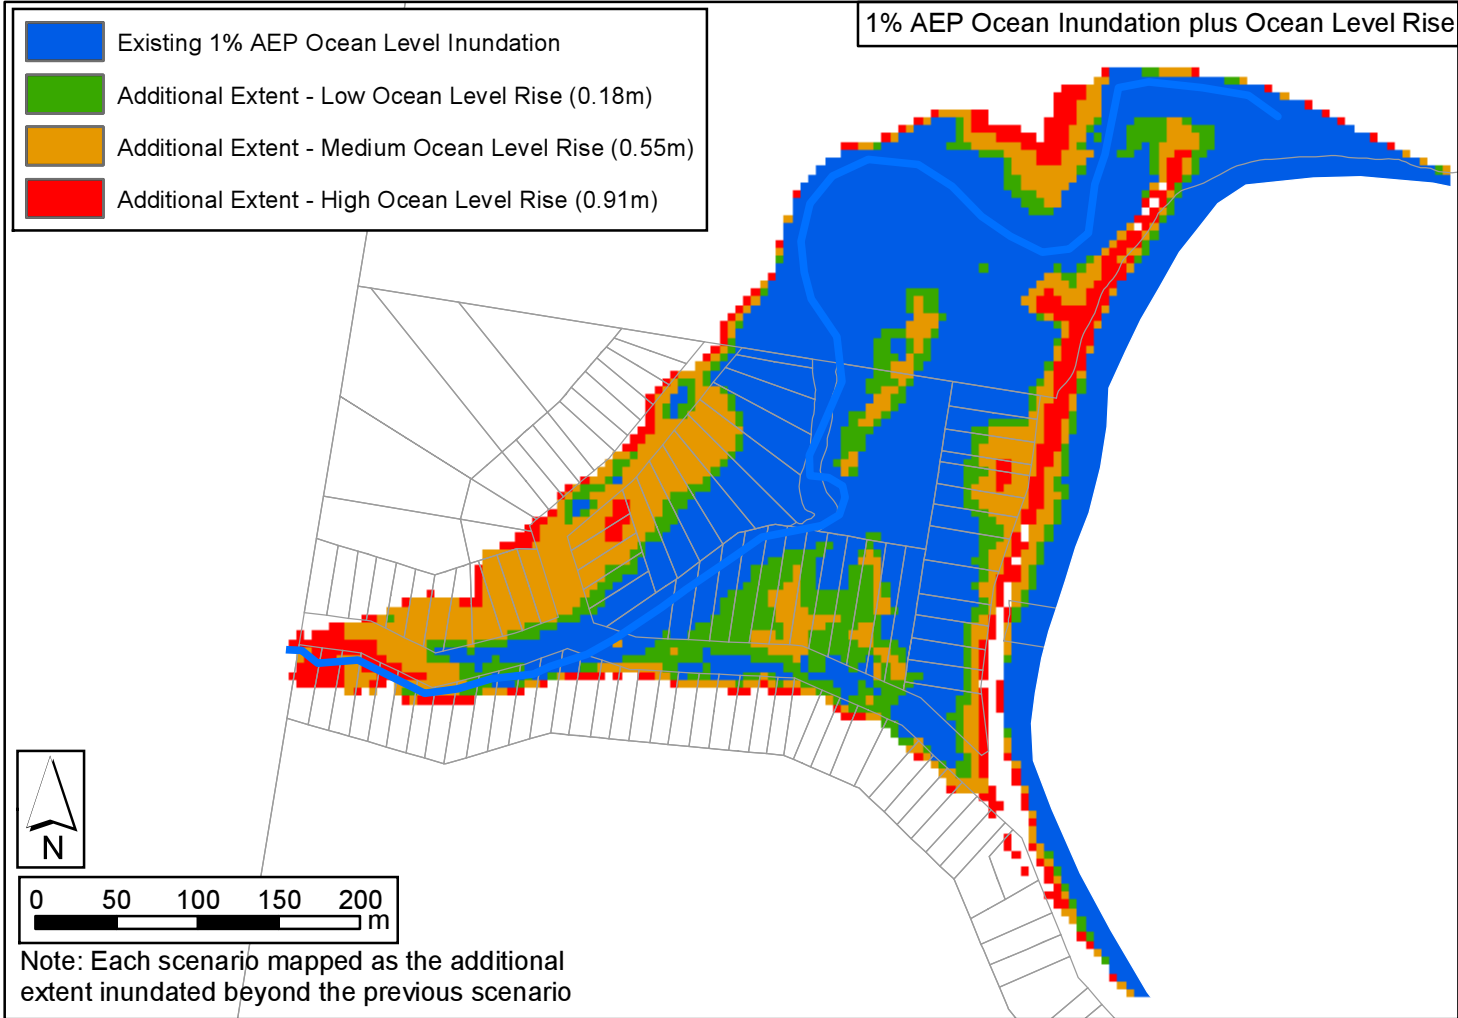 1% AEP Ocean Inundation plus Ocean Level Rise
Existing 1% AEP Ocean Level Inundation
Additional Extent - Low Ocean Level Rise (0.18m)
Additional Extent - Medium Ocean Level Rise (0.55m)
Additional Extent - High Ocean Level Rise (0.91m)
N
0 50 100 150 200
m
Note: Each scenario mapped as the additional
extent inundated beyond the previous scenario